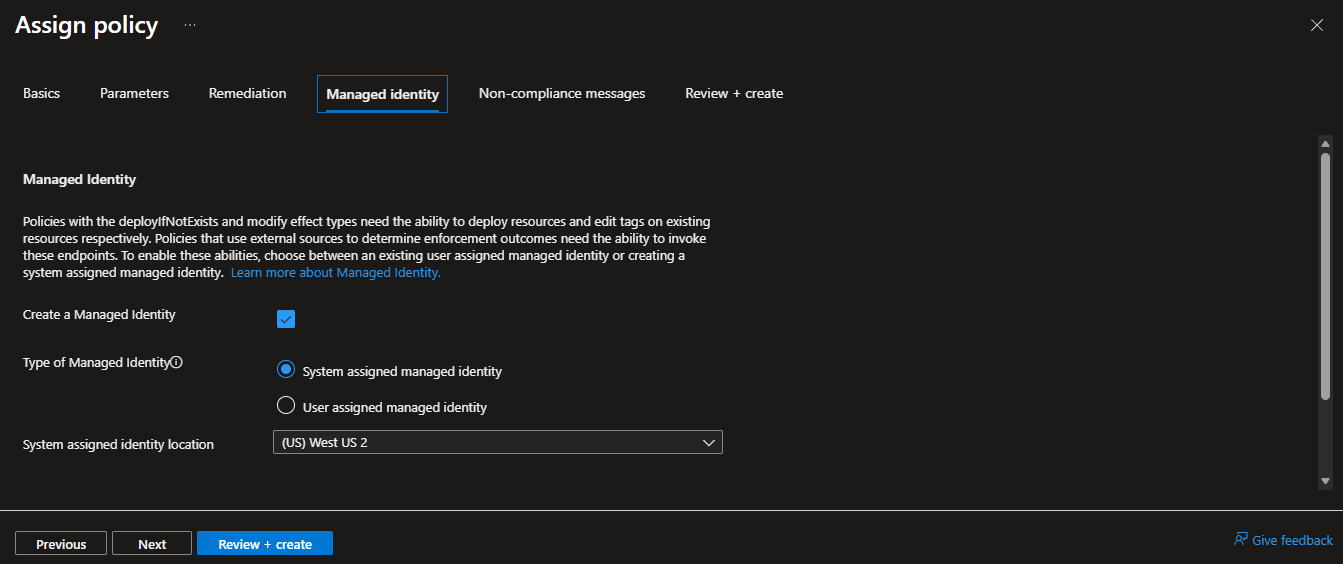 Assign policy ...
Basics Parameters Remediation Managed identity Non-compliance messages Review + create
Managed Identity
Policies with the deployIfNotExists and modify effect types need the ability to deploy resources and edit tags on existing
resources respectively. Policies that use external sources to determine enforcement outcomes need the ability to invoke
these endpoints. To enable these abilities, choose between an existing user assigned managed identity or creating a
system assigned managed identity. Learn more about Managed Identity.
Create a Managed Identity
Type of Managed Identity
System assigned managed identity
User assigned managed identity
System assigned identity location (US) West US 2
Previous Next Review + create Give feedback